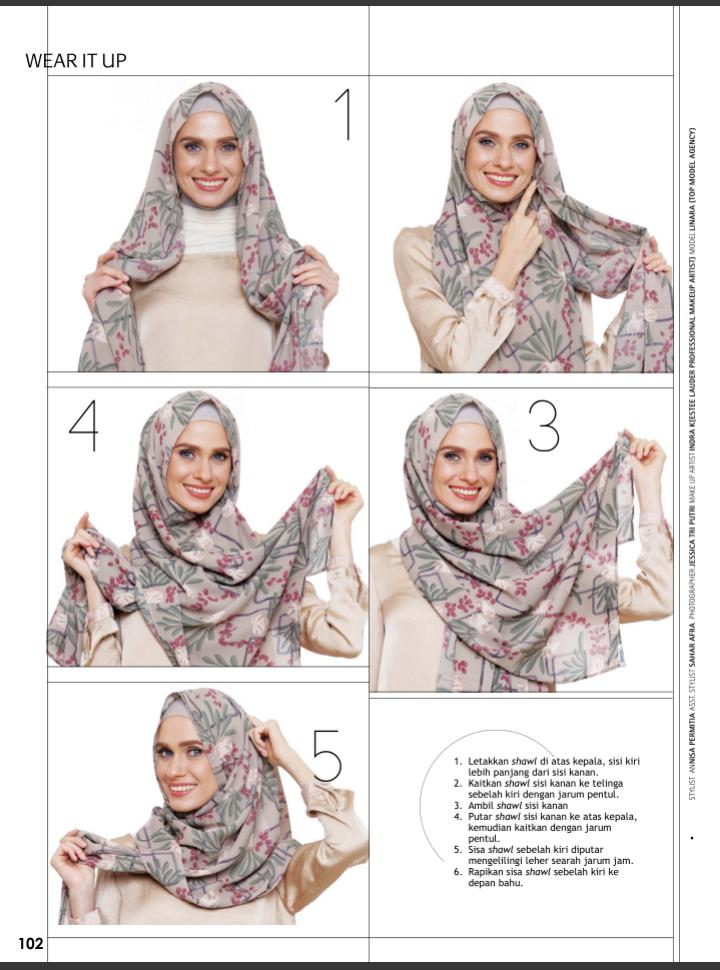 WEAR IT UP
1
4
3
5
1. Letakkan shawl di atas kepala, sisi kiri
lebih panjang dari sisi kanan.
2. Kaitkan shawl sisi kanan ke telinga
sebelah kiri dengan jarum pentul.
3. Ambil shawl sisi kanan
4. Putar shawl sisi kanan ke atas kepala,
kemudian kaitkan dengan jarum
pentul.
5. Sisa shawl sebelah kiri diputar
mengelilingi leher searah jarum jam.
6. Rapikan sisa shawl sebelah kiri ke
depan bahu.
STYLIST ANNISA PERMITIA ASST. STYLIST SAHAR AFRA PHOTOGRAPHER JESSICA TRI PUTRI MAKE UP ARTIST INDRA K(ESTEE LAUDER PROFESSIONAL MAKEUP ARTIST) MODEL LINARA (TOP MODEL AGENCY)
102